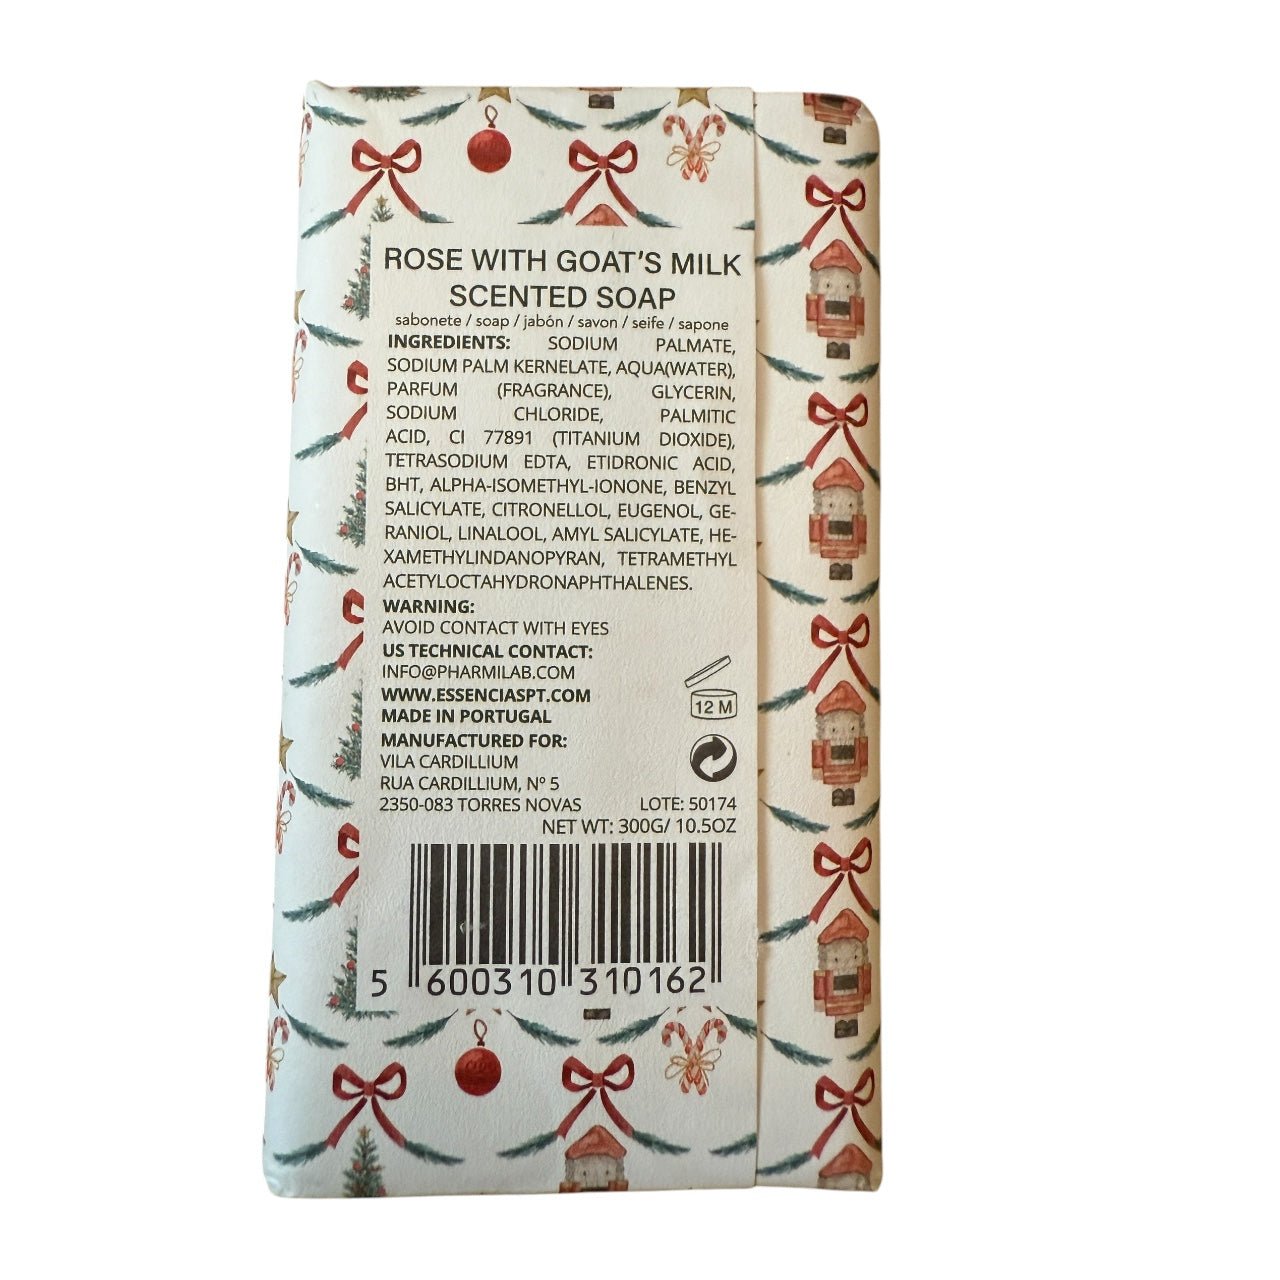 ROSE WITH GOAT'S MILK
SCENTED SOAP
sabonete / soap / jabón / savon / seife / sapone
INGREDIENTS: SODIUM PALMATE,
SODIUM PALM KERNELATE, AQUA(WATER),
PARFUM (FRAGRANCE), GLYCERIN,
SODIUM CHLORIDE, PALMITIC
ACID, CI 77891 (TITANIUM DIOXIDE),
TETRASODIUM EDTA, ETIDRONIC ACID,
BHT, ALPHA-ISOMETHYL-IONONE, BENZYL
SALICYLATE, CITRONELLOL, EUGENOL, GE-
RANIOL, LINALOOL, AMYL SALICYLATE, HE-
XAMETHYLINDANOPYRAN, TETRAMETHYL
ACETYLOCTAHYDRONAPHTHALENES.
WARNING:
AVOID CONTACT WITH EYES
US TECHNICAL CONTACT:
INFO@PHARMILAB.COM
WWW.ESSENCIASPT.COM
MADE IN PORTUGAL
12 M
MANUFACTURED FOR:
VILA CARDILLIUM
RUA CARDILLIUM, Nº 5
2350-083 TORRES NOVAS LOTE: 50174
NET WT: 300G/ 10.5OZ
5 600310 310162